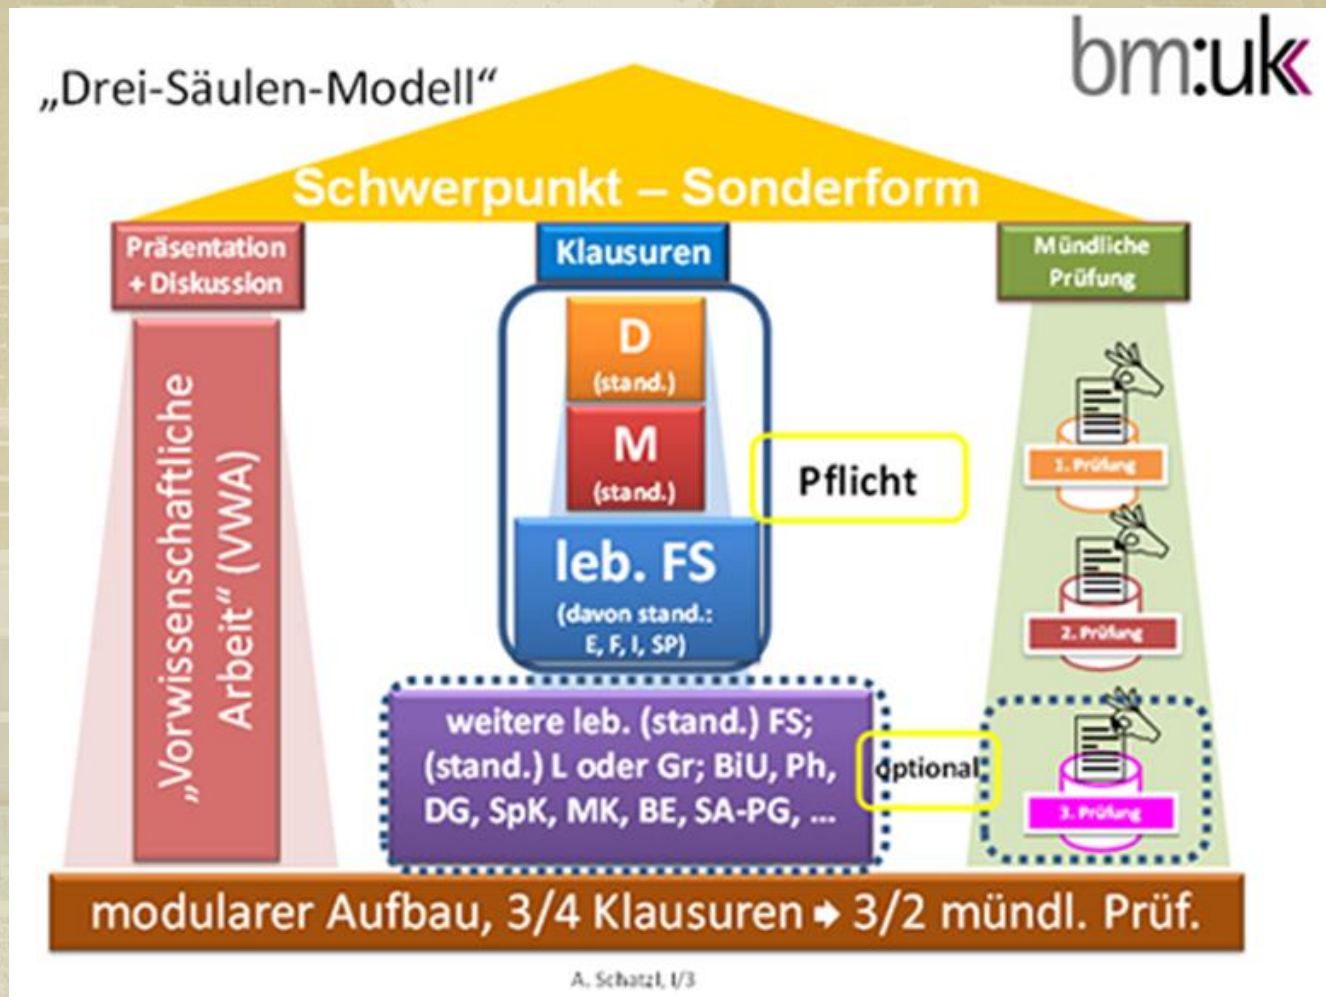 „Drei-Säulen-Modell“
bm:uk
Schwerpunkt – Sonderform
Präsentation
+ Diskussion
„Vorwissenschaftliche
Arbeit“ (VWA)
Klausuren
D
(stand.)
M
(stand.)
leb. FS
(davon stand.:
E, F, I, SP)
Pflicht
weitere leb. (stand.) FS;
(stand.) L oder Gr; BiU, Ph,
DG, SpK, MK, BE, SA-PG, ...
optional
Mündliche
Prüfung
1. Prüfung
2. Prüfung
3. Prüfung
modularer Aufbau, 3/4 Klausuren ➡ 3/2 mündl. Prüf.
A. Schatzl, I/3